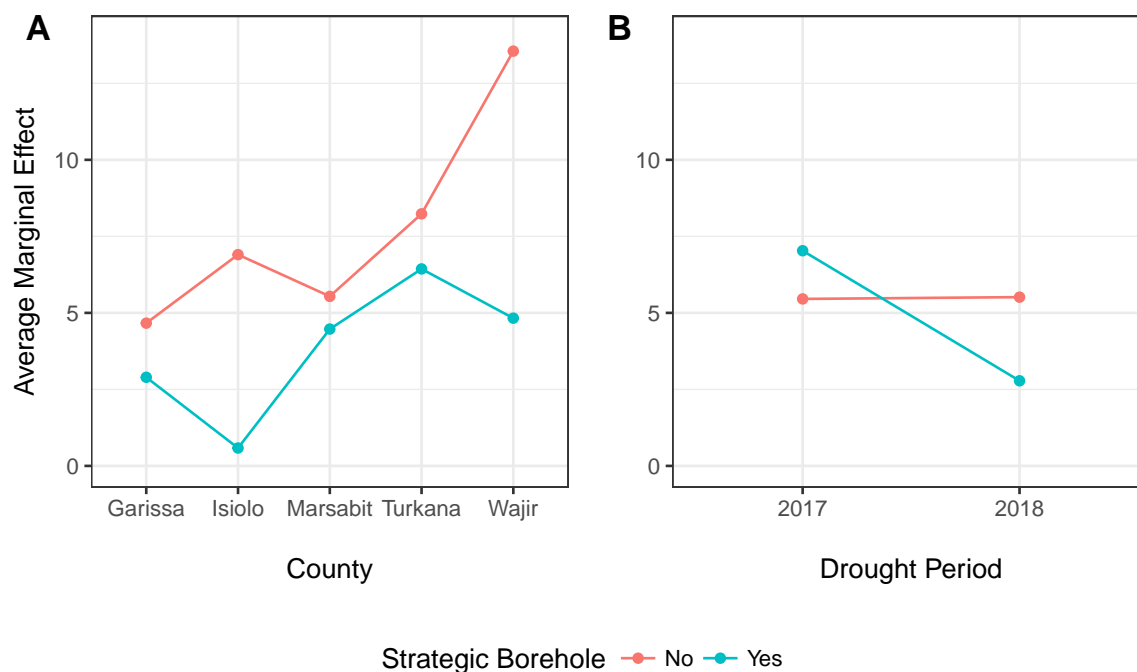 A
B
Average Marginal Effect
10
5
0
Garissa Isiolo Marsabit Turkana Wajir
County
10
5
0
2017 2018
Drought Period
Strategic Borehole No Yes